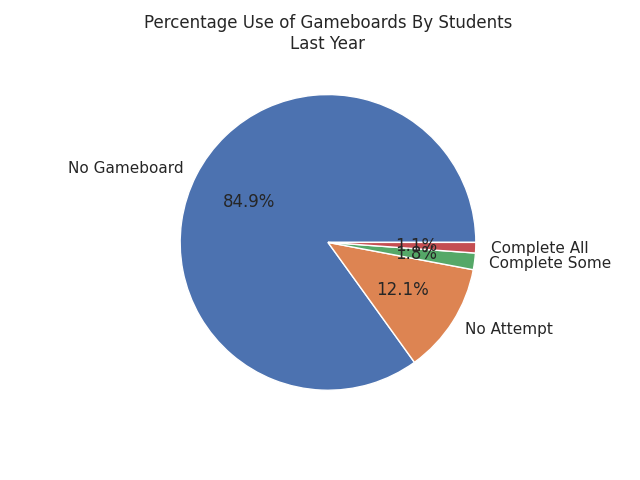 Percentage Use of Gameboards By Students
Last Year
No Gameboard
84.9%
1.1%
Complete All
1.8%
Complete Some
12.1%
No Attempt